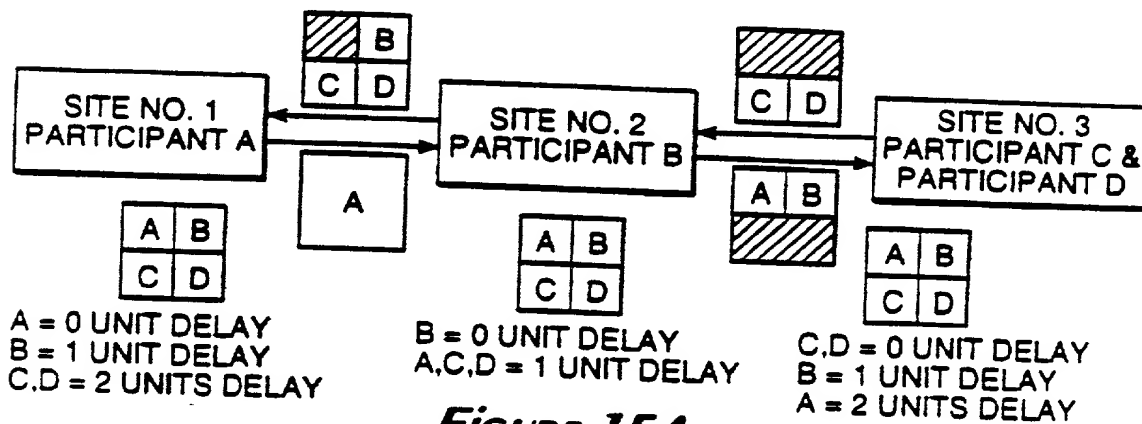 B
C D
SITE NO. 1
PARTICIPANT A
A
A B
C D
A = 0 UNIT DELAY
B = 1 UNIT DELAY
C,D = 2 UNITS DELAY
SITE NO. 2
PARTICIPANT B
A B
C D
B = 0 UNIT DELAY
A,C,D = 1 UNIT DELAY
C D
A B
SITE NO. 3
PARTICIPANT C &
PARTICIPANT D
A B
C D
C,D = 0 UNIT DELAY
B = 1 UNIT DELAY
A = 2 UNITS DELAY